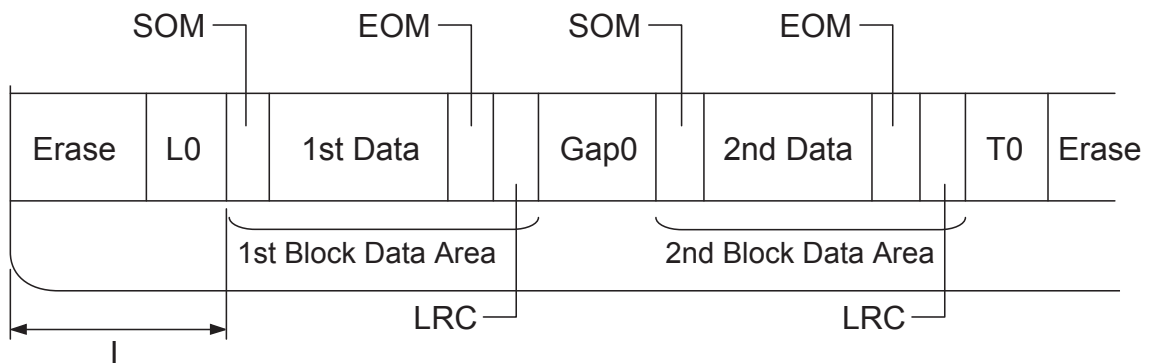 SOM EOM SOM EOM
Erase L0 1st Data Gap0 2nd Data T0 Erase
1st Block Data Area 2nd Block Data Area
LRC LRC
L